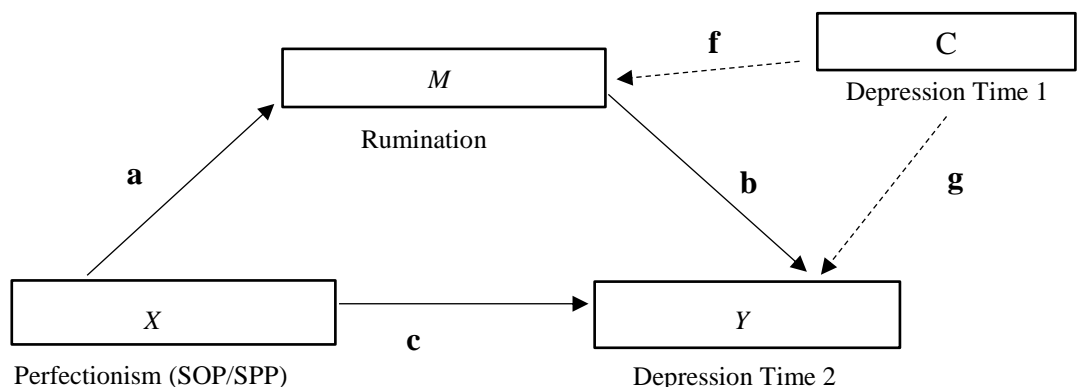 f
C
M
Depression Time 1
Rumination
a
b
g
X
c
Y
Perfectionism (SOP/SPP)
Depression Time 2